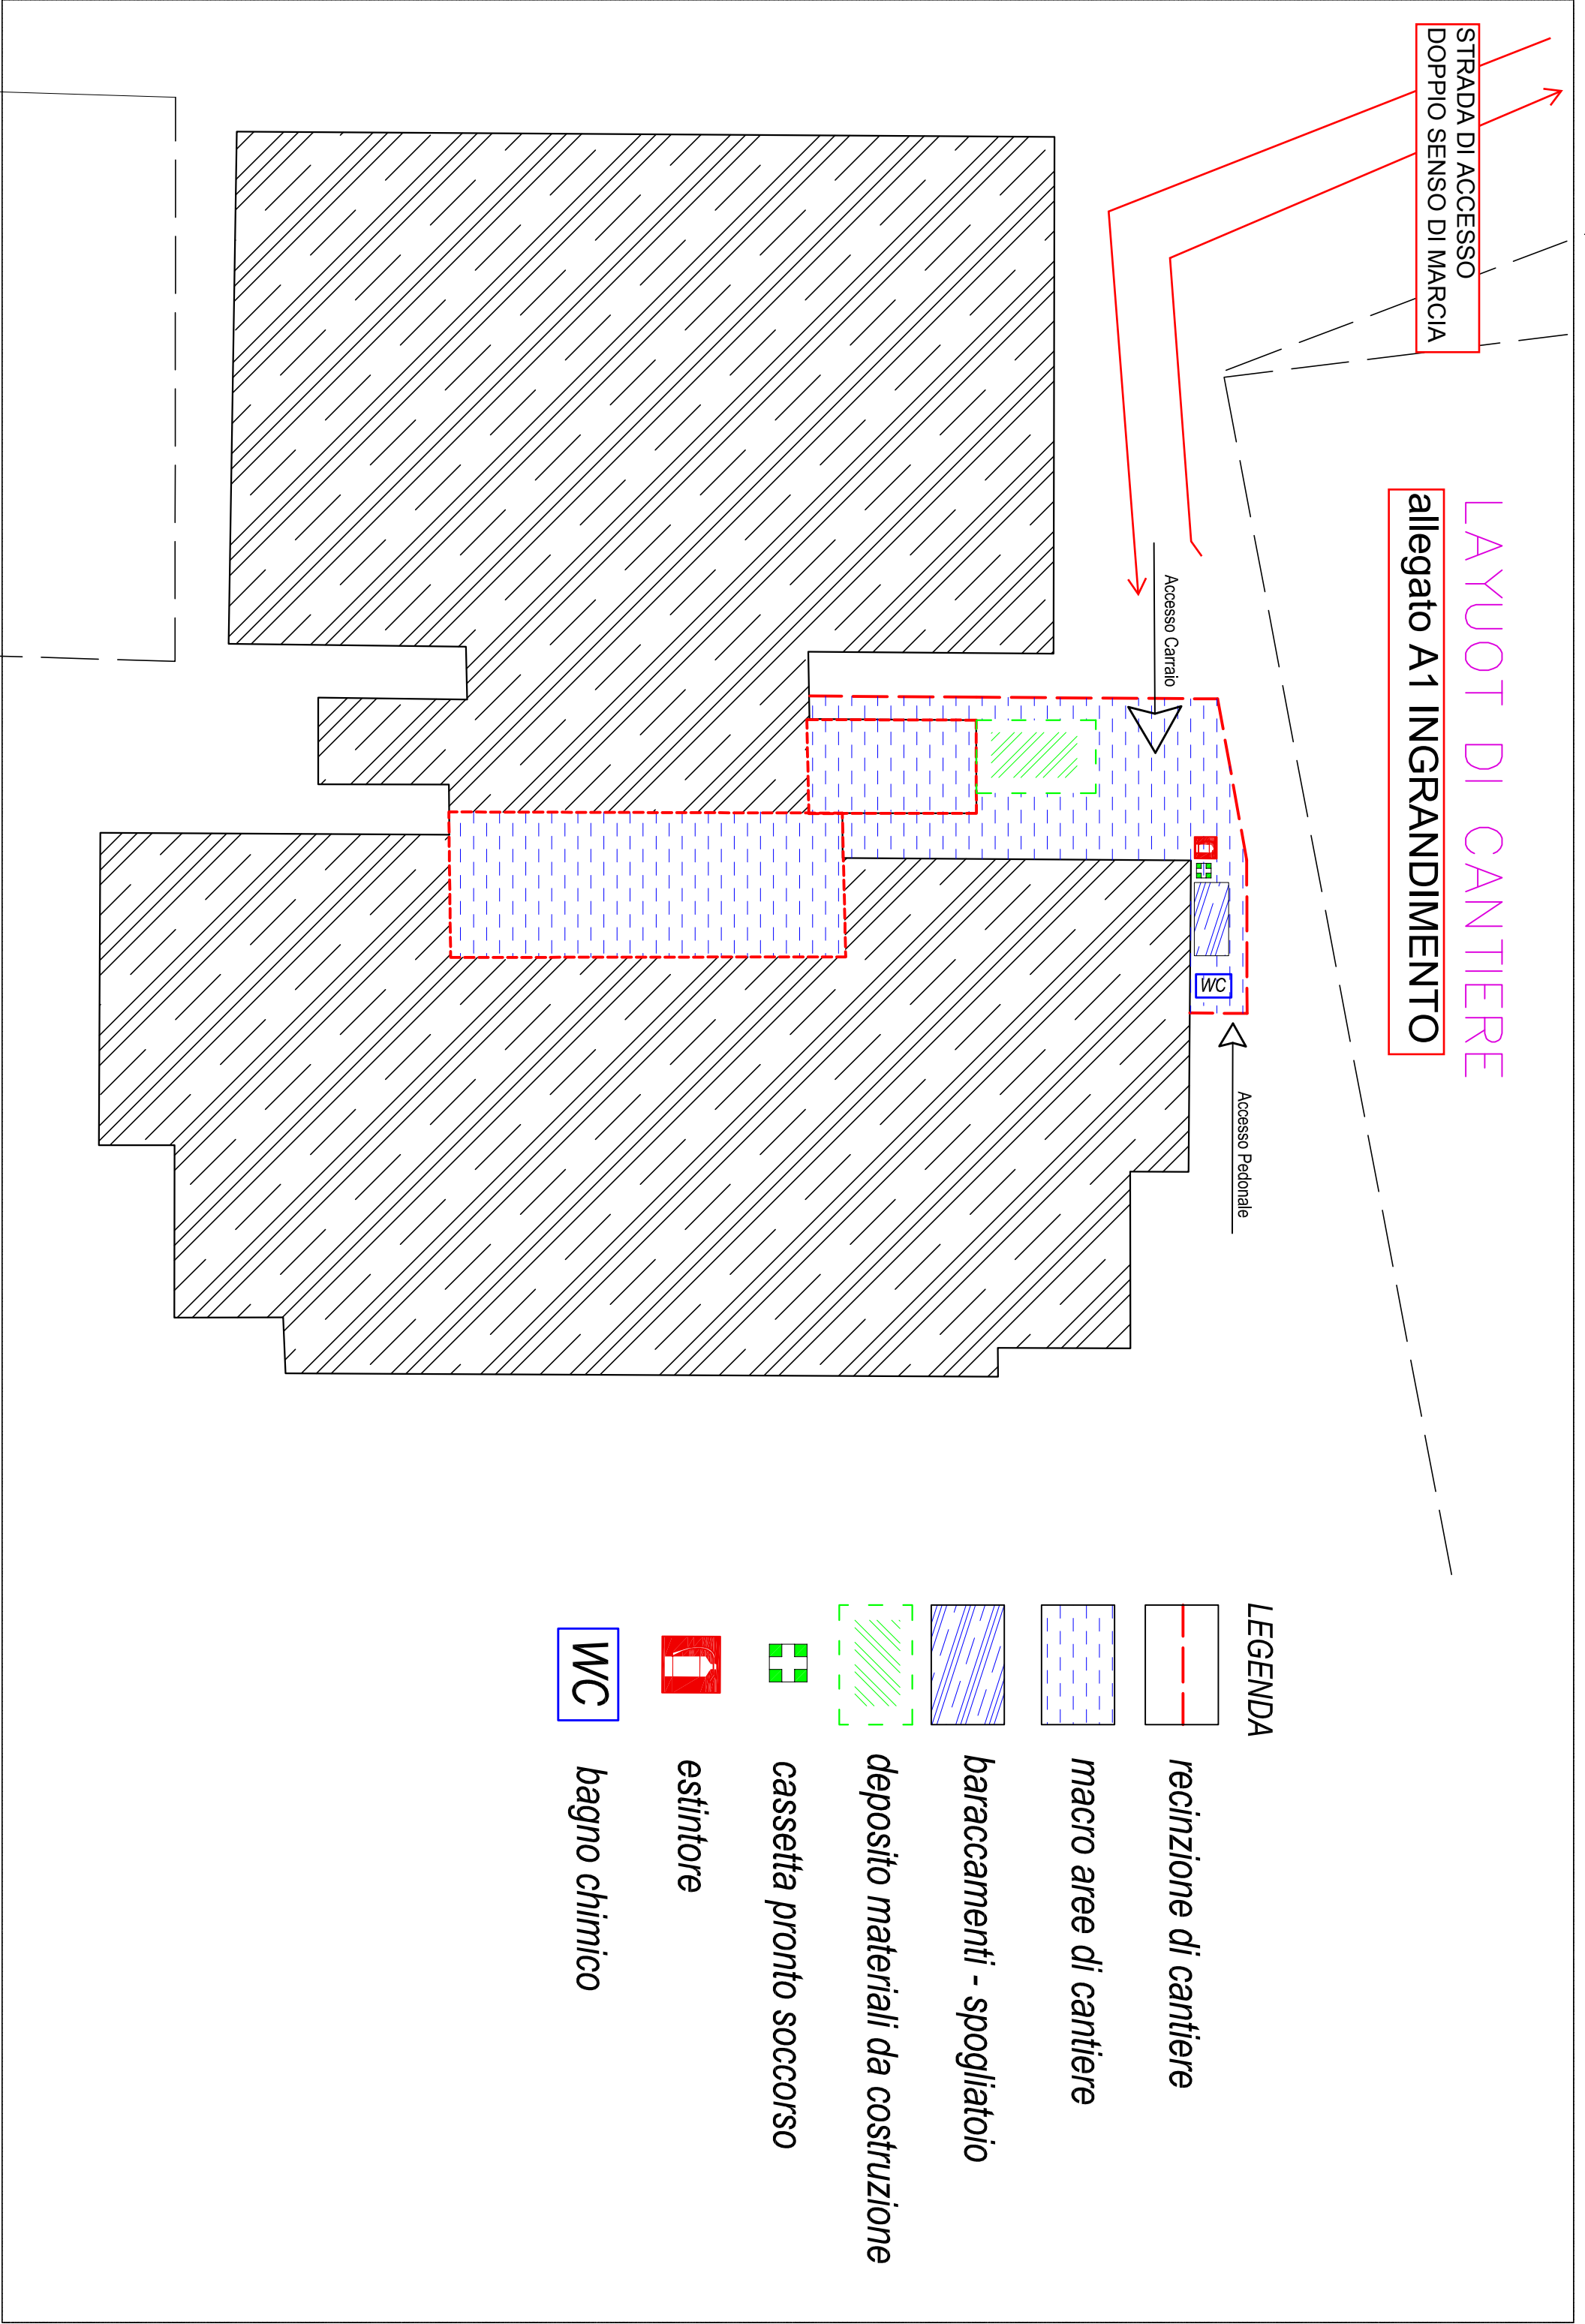 LAYUOT DI CANTIERE
allegato A1 INGRANDIMENTO
STRADA DI ACCESSO
DOPPIO SENSO DI MARCIA
Accesso Carraio
Accesso Pedonale
WC
LEGENDA
recinzione di cantiere
macro aree di cantiere
baraccamenti - spogliatoio
deposito materiali da costruzione
cassetta pronto soccorso
estintore
WC
bagno chimico